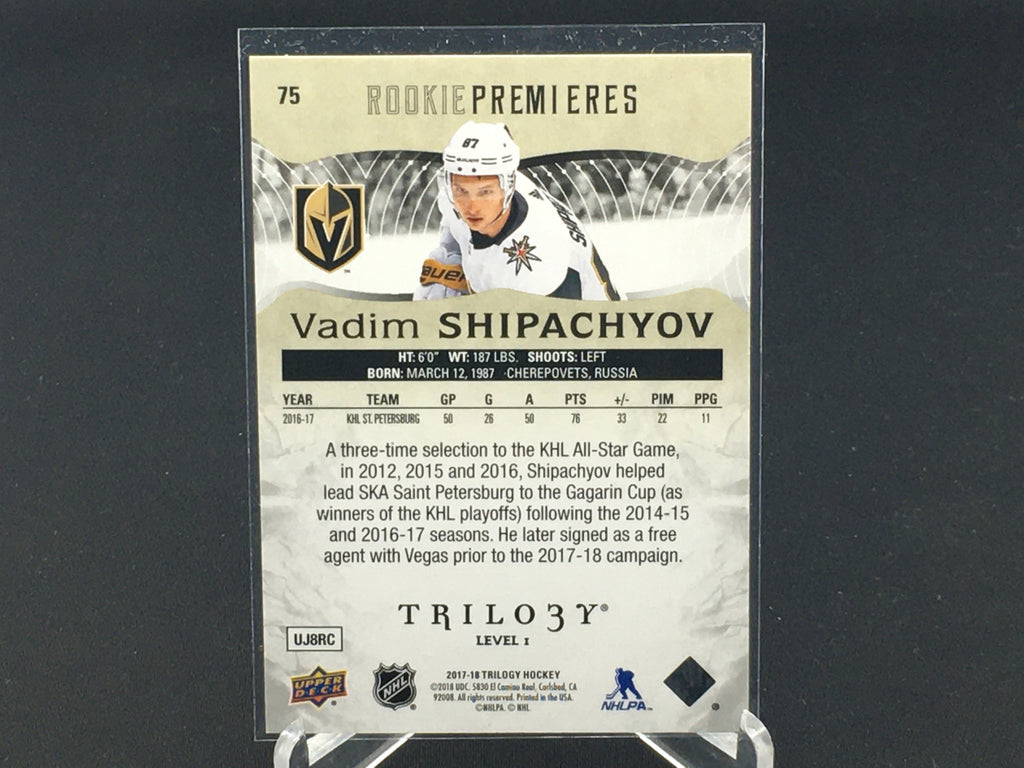 75
ROOKIE PREMIERES
87
BAUER
SHIPA
BAUER
Vadim SHIPACHYOV
HT: 6'0" WT: 187 LBS. SHOOTS: LEFT
BORN: MARCH 12, 1987 CHEREPOVETS, RUSSIA
YEAR TEAM GP G A PTS +/- PIM PPG
2016-17 KHL ST. PETERSBURG 50 26 50 76 33 22 11
A three-time selection to the KHL All-Star Game,
in 2012, 2015 and 2016, Shipachyov helped
lead SKA Saint Petersburg to the Gagarin Cup (as
winners of the KHL playoffs) following the 2014-15
and 2016-17 seasons. He later signed as a free
agent with Vegas prior to the 2017-18 campaign.
TRILO3Y®
LEVEL I
UJ8RC
UPPER DECK
NHL
2017-18 TRILOGY HOCKEY
©2018 UDC. 5830 El Camino Real, Carlsbad, CA
92008. All rights reserved. Printed in the USA.
©NHLPA. © NHL
NHLPA™